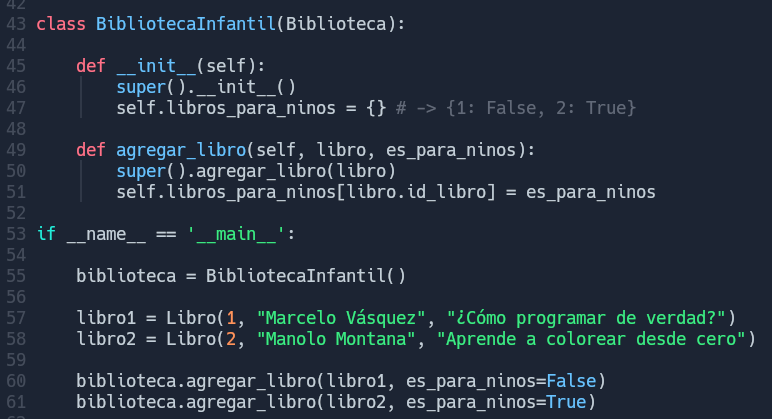 42
43 class BibliotecaInfantil(Biblioteca):
44
45     def __init__(self):
46         super().__init__()
47         self.libros_para_ninos = {} # -> {1: False, 2: True}
48
49     def agregar_libro(self, libro, es_para_ninos):
50         super().agregar_libro(libro)
51         self.libros_para_ninos[libro.id_libro] = es_para_ninos
52
53 if __name__ == '__main__':
54
55     biblioteca = BibliotecaInfantil()
56
57     libro1 = Libro(1, "Marcelo Vásquez", "¿Cómo programar de verdad?")
58     libro2 = Libro(2, "Manolo Montana", "Aprende a colorear desde cero")
59
60     biblioteca.agregar_libro(libro1, es_para_ninos=False)
61     biblioteca.agregar_libro(libro2, es_para_ninos=True)